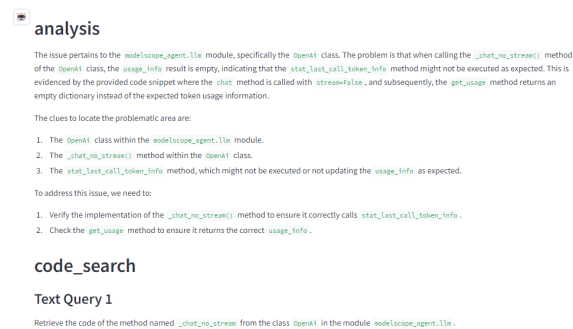 analysis
The issue pertains to the modelscope_agent.llm module, specifically the OpenAi class. The problem is that when calling the _chat_no_stream() method
of the OpenAi class, the usage_info result is empty, indicating that the stat_last_call_token_info method might not be executed as expected. This is
evidenced by the provided code snippet where the chat method is called with stream=False, and subsequently, the get_usage method returns an
empty dictionary instead of the expected token usage information.
The clues to locate the problematic area are:
1. The OpenAi class within the modelscope_agent.llm module.
2. The _chat_no_stream() method within the OpenAi class.
3. The stat_last_call_token_info method, which might not be executed or not updating the usage_info as expected.
To address this issue, we need to:
1. Verify the implementation of the _chat_no_stream() method to ensure it correctly calls stat_last_call_token_info.
2. Check the get_usage method to ensure it returns the correct usage_info.
code_search
Text Query 1
Retrieve the code of the method named _chat_no_stream from the class OpenAi in the module modelscope_agent.llm.